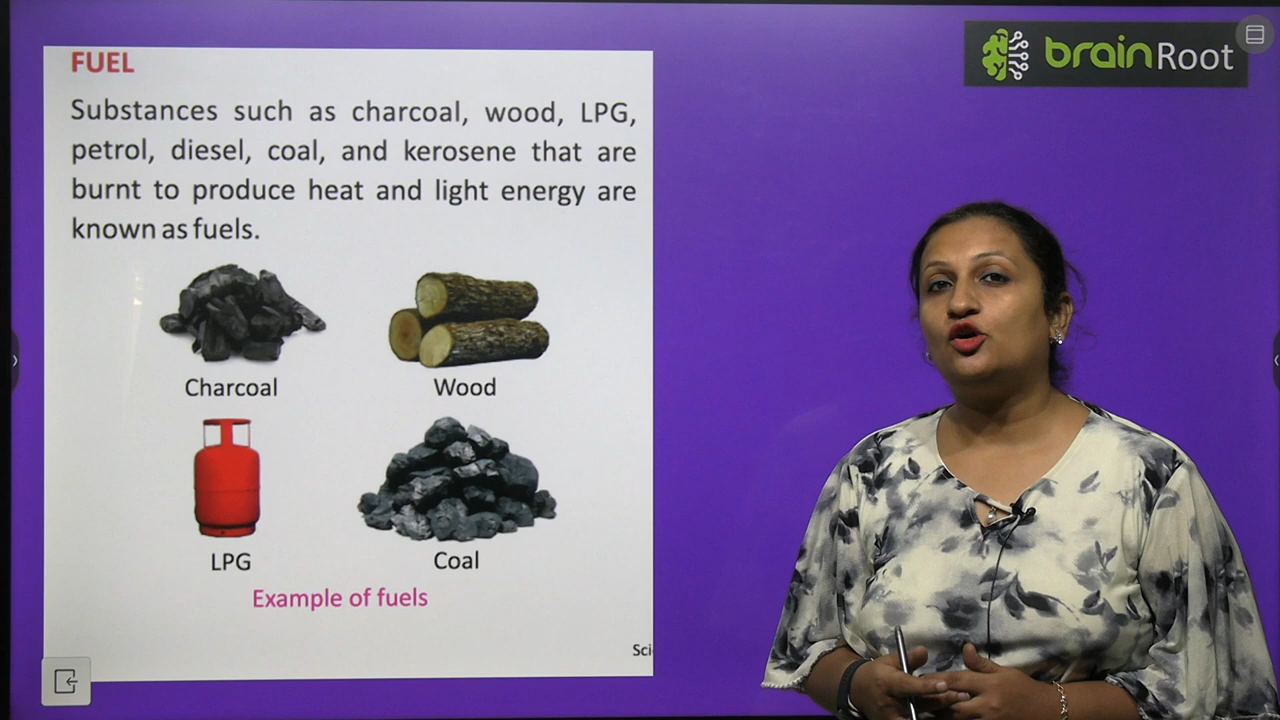 FUEL
Substances such as charcoal, wood, LPG,
petrol, diesel, coal, and kerosene that are
burnt to produce heat and light energy are
known as fuels.
Charcoal
Wood
LPG
Coal
Example of fuels
brainRoot